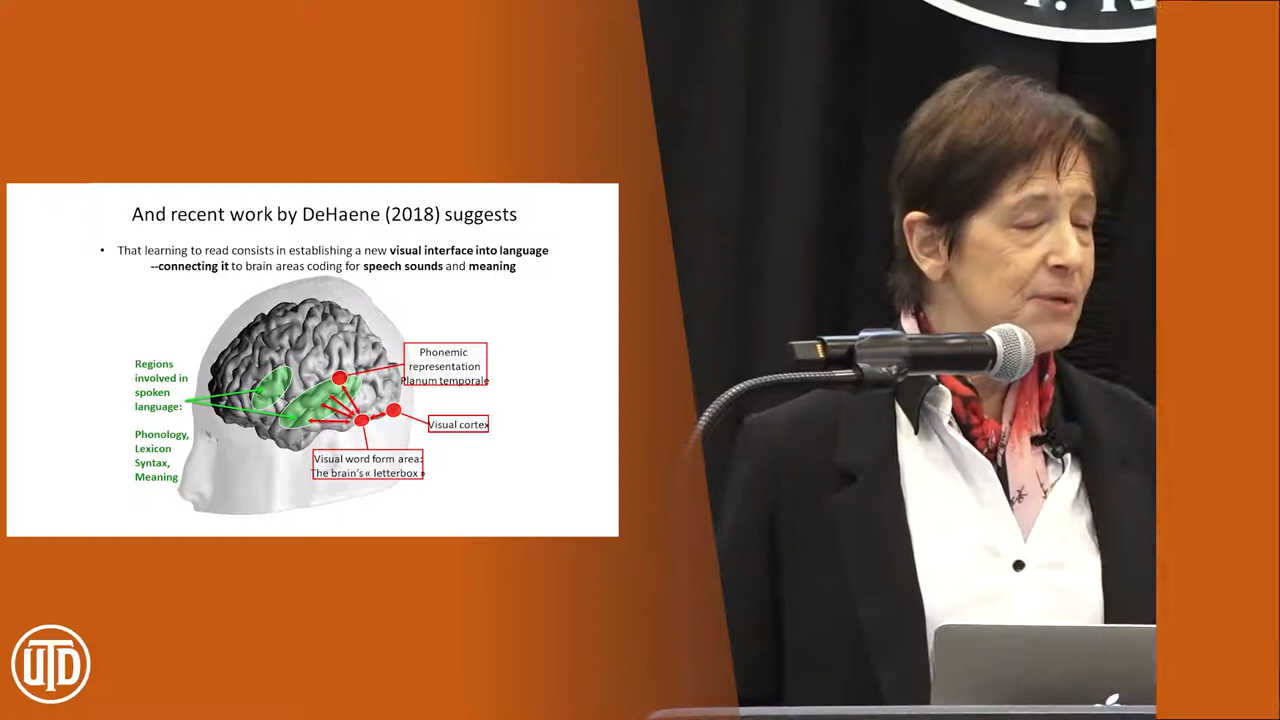 And recent work by DeHaene (2018) suggests
• That learning to read consists in establishing a new visual interface into language
--connecting it to brain areas coding for speech sounds and meaning
Regions
involved in
spoken
language:
Phonology,
Lexicon
Syntax,
Meaning
Phonemic
representation
Planum temporale
Visual cortex
Visual word form area:
The brain's « letterbox »
UTD